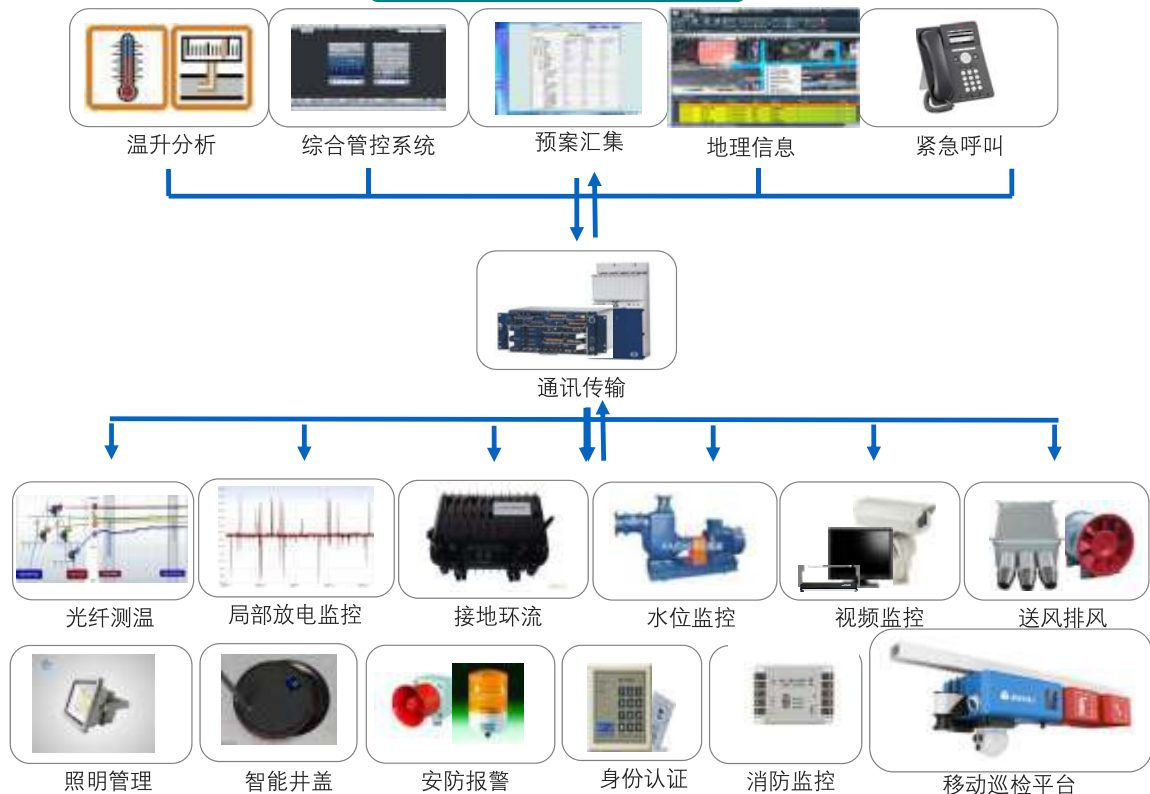 温升分析
综合管控系统
预案汇集
地理信息
紧急呼叫
通讯传输
光纤测温
局部放电监控
接地环流
水位监控
视频监控
送风排风
照明管理
智能井盖
安防报警
身份认证
消防监控
移动巡检平台